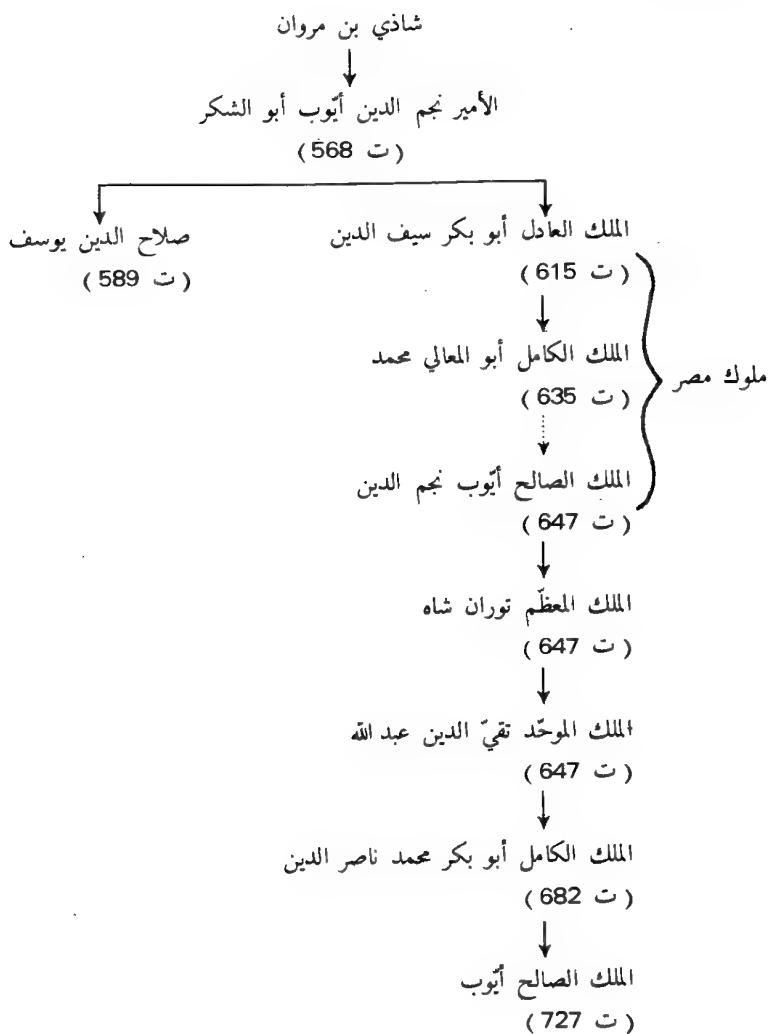 شاذي بن مروان
الأمير نجم الدين أيّوب أبو الشكر
(ت 568)
الملك العادل أبو بكر سيف الدين
(ت 615)
صلاح الدين يوسف
(ت 589)
الملك الكامل أبو المعالي محمد
(ت 635)
ملوك مصر
الملك الصالح أيّوب نجم الدين
(ت 647)
الملك المعظّم توران شاه
(ت 647)
الملك الموحّد تقيّ الدين عبد الله
(ت 647)
الملك الكامل أبو بكر محمد ناصر الدين
(ت 682)
الملك الصالح أيّوب
(ت 727)